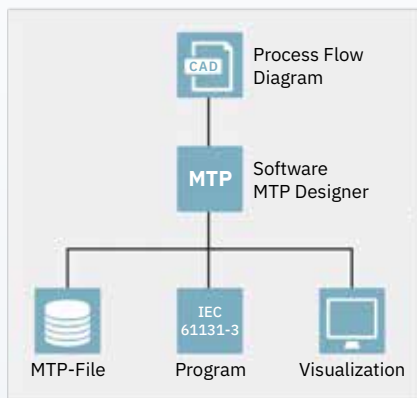 CAD
Process Flow
Diagram
MTP
Software
MTP Designer
IEC
61131-3
MTP-File
Program
Visualization